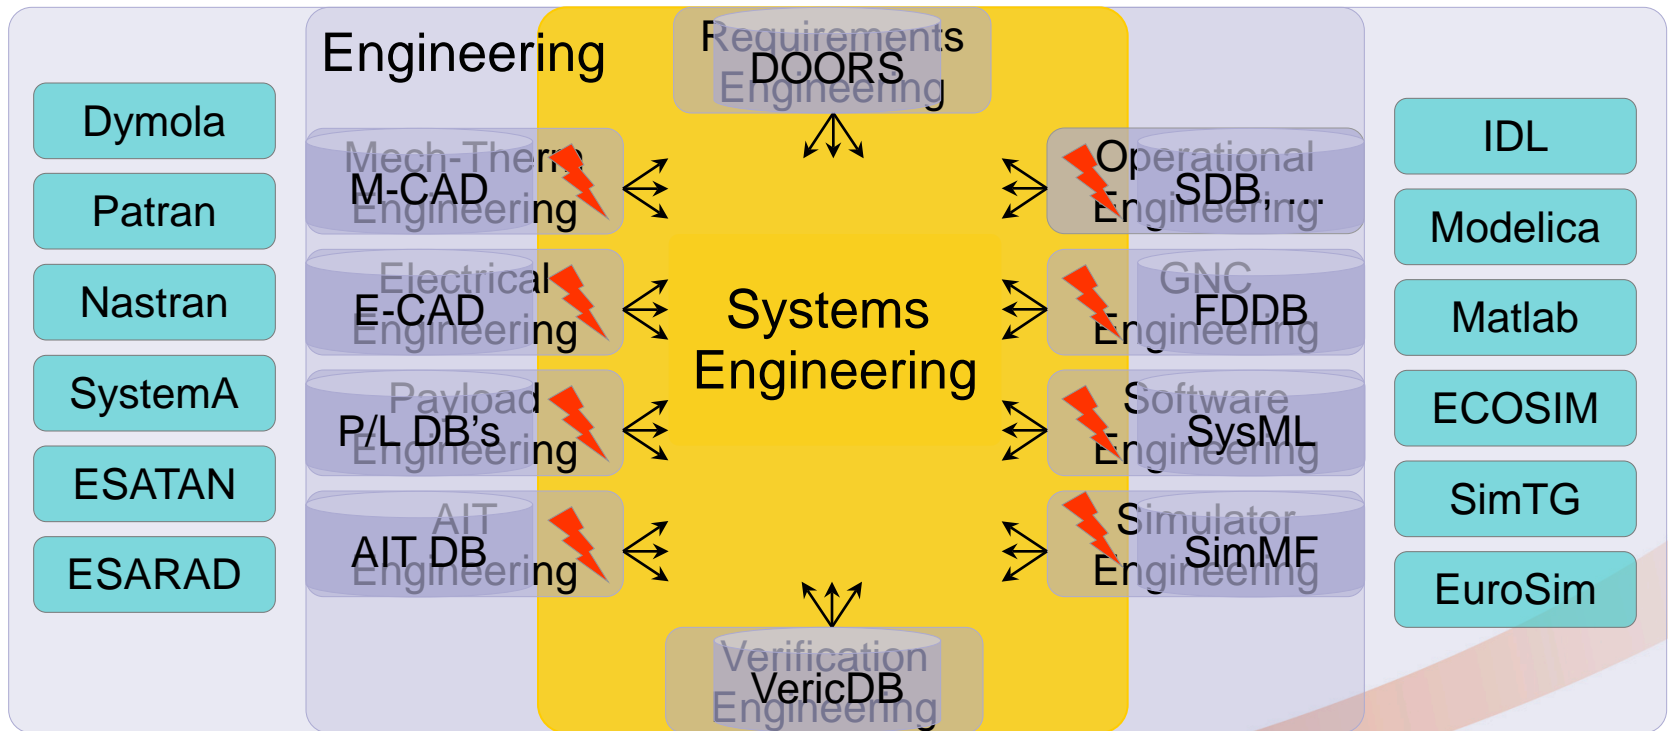 Engineering
Requirements
Engineering
DOORS
Dymola
Patran
Nastran
SystemA
ESATAN
ESARAD
Mech-Therm
Engineering
M-CAD
Electrical
Engineering
E-CAD
Payload
Engineering
P/L DB's
AIT
Engineering
AIT DB
Systems
Engineering
Operational
Engineering
SDB, ...
GNC
Engineering
FDDB
Software
Engineering
SysML
Simulator
Engineering
SimMF
Verification
Engineering
VericDB
IDL
Modelica
Matlab
ECOSIM
SimTG
EuroSim